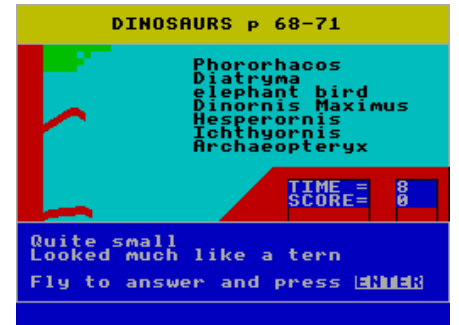 DINOSAURS p 68-71
Phororhacos
Diatryma
elephant bird
Dinornis Maximus
Hesperornis
Ichthyornis
Archaeopteryx
TIME = 8
SCORE= 0
Quite small
Looked much like a tern
Fly to answer and press ENTER